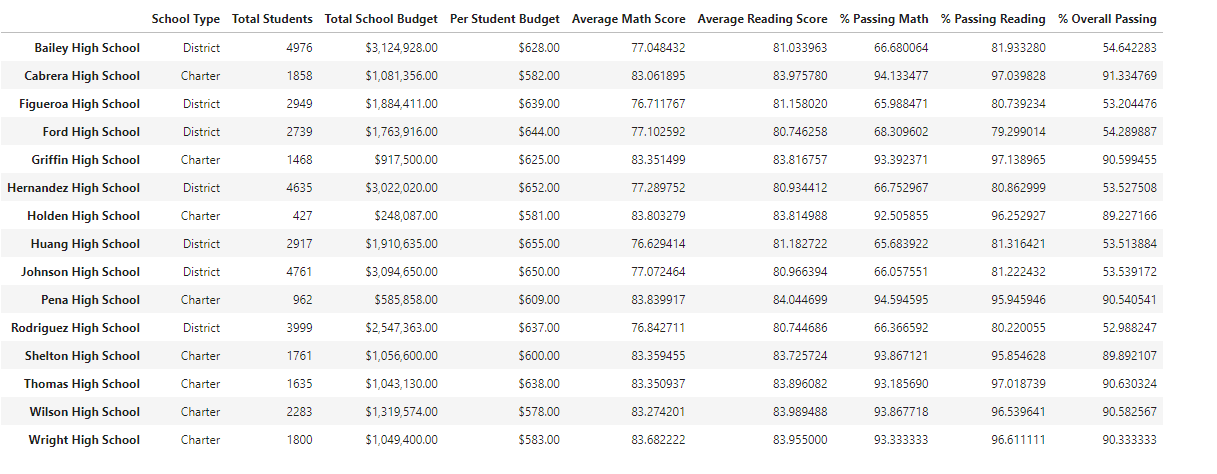 School Type Total Students Total School Budget Per Student Budget Average Math Score Average Reading Score % Passing Math % Passing Reading % Overall Passing
Bailey High School District 4976 $3,124,928.00 $628.00 77.048432 81.033963 66.680064 81.933280 54.642283
Cabrera High School Charter 1858 $1,081,356.00 $582.00 83.061895 83.975780 94.133477 97.039828 91.334769
Figueroa High School District 2949 $1,884,411.00 $639.00 76.711767 81.158020 65.988471 80.739234 53.204476
Ford High School District 2739 $1,763,916.00 $644.00 77.102592 80.746258 68.309602 79.299014 54.289887
Griffin High School Charter 1468 $917,500.00 $625.00 83.351499 83.816757 93.392371 97.138965 90.599455
Hernandez High School District 4635 $3,022,020.00 $652.00 77.289752 80.934412 66.752967 80.862999 53.527508
Holden High School Charter 427 $248,087.00 $581.00 83.803279 83.814988 92.505855 96.252927 89.227166
Huang High School District 2917 $1,910,635.00 $655.00 76.629414 81.182722 65.683922 81.316421 53.513884
Johnson High School District 4761 $3,094,650.00 $650.00 77.072464 80.966394 66.057551 81.222432 53.539172
Pena High School Charter 962 $585,858.00 $609.00 83.839917 84.044699 94.594595 95.945946 90.540541
Rodriguez High School District 3999 $2,547,363.00 $637.00 76.842711 80.744686 66.366592 80.220055 52.988247
Shelton High School Charter 1761 $1,056,600.00 $600.00 83.359455 83.725724 93.867121 95.854628 89.892107
Thomas High School Charter 1635 $1,043,130.00 $638.00 83.350937 83.896082 93.185690 97.018739 90.630324
Wilson High School Charter 2283 $1,319,574.00 $578.00 83.274201 83.989488 93.867718 96.539641 90.582567
Wright High School Charter 1800 $1,049,400.00 $583.00 83.682222 83.955000 93.333333 96.611111 90.333333